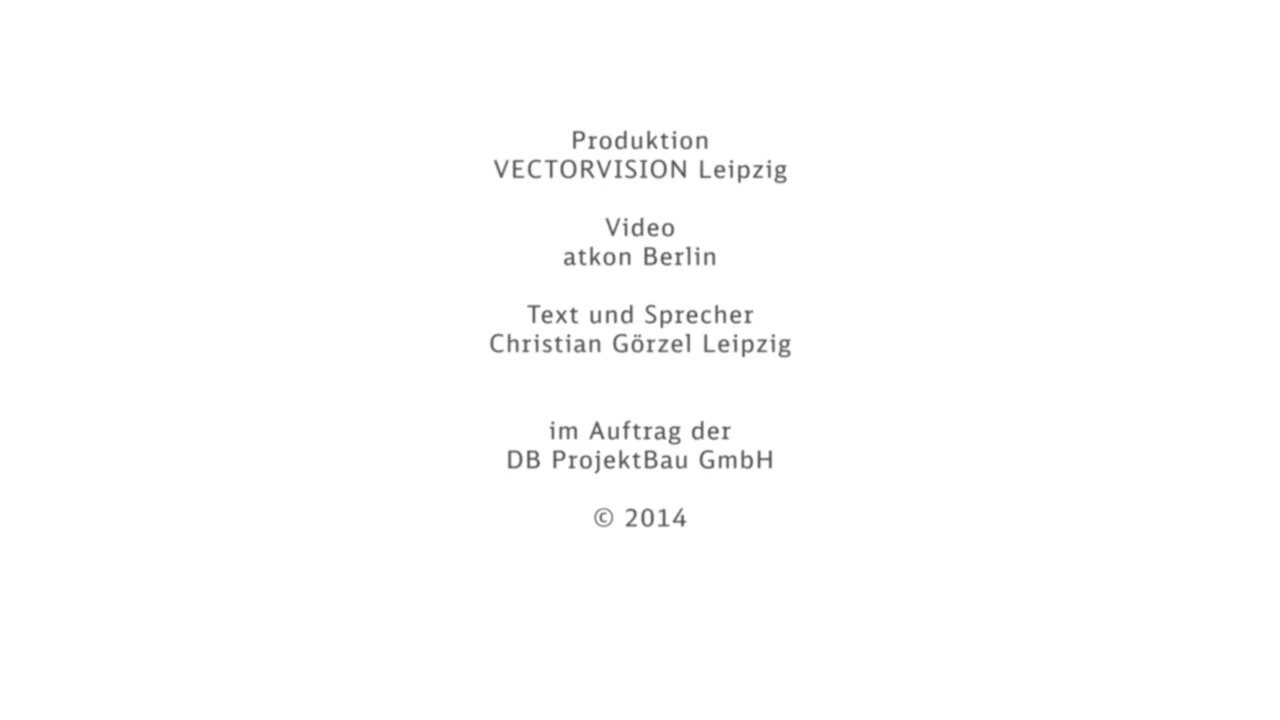 Produktion
VECTORVISION Leipzig
Video
atkon Berlin
Text und Sprecher
Christian Görzel Leipzig
im Auftrag der
DB ProjektBau GmbH
© 2014